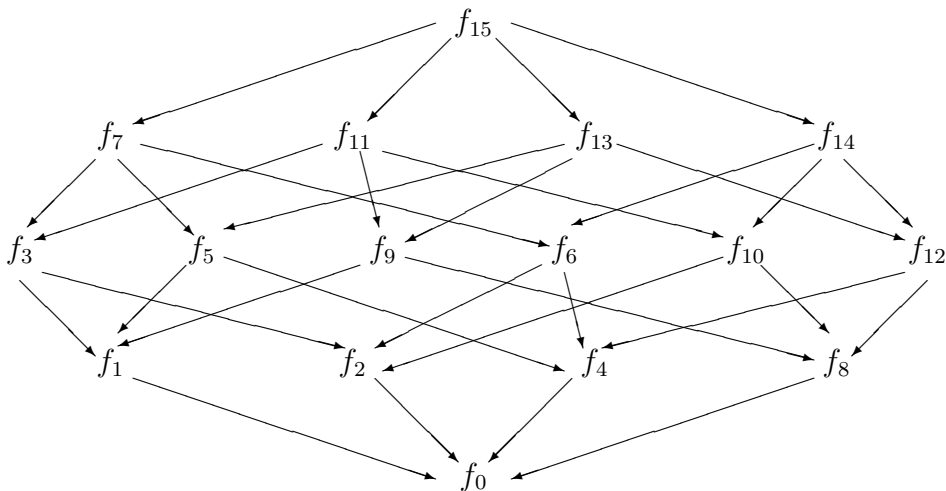 f₁₅
f₇ f₁₁ f₁₃ f₁₄
f₃ f₅ f₉ f₆ f₁₀ f₁₂
f₁ f₂ f₄ f₈
f₀